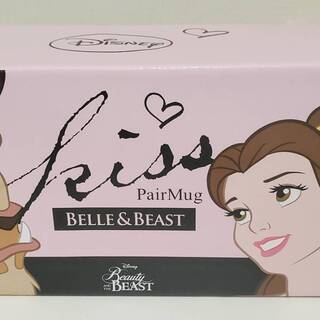 Disney
kiss
PairMug
BELLE & BEAST
Disney
Beauty
AND THE
BEAST